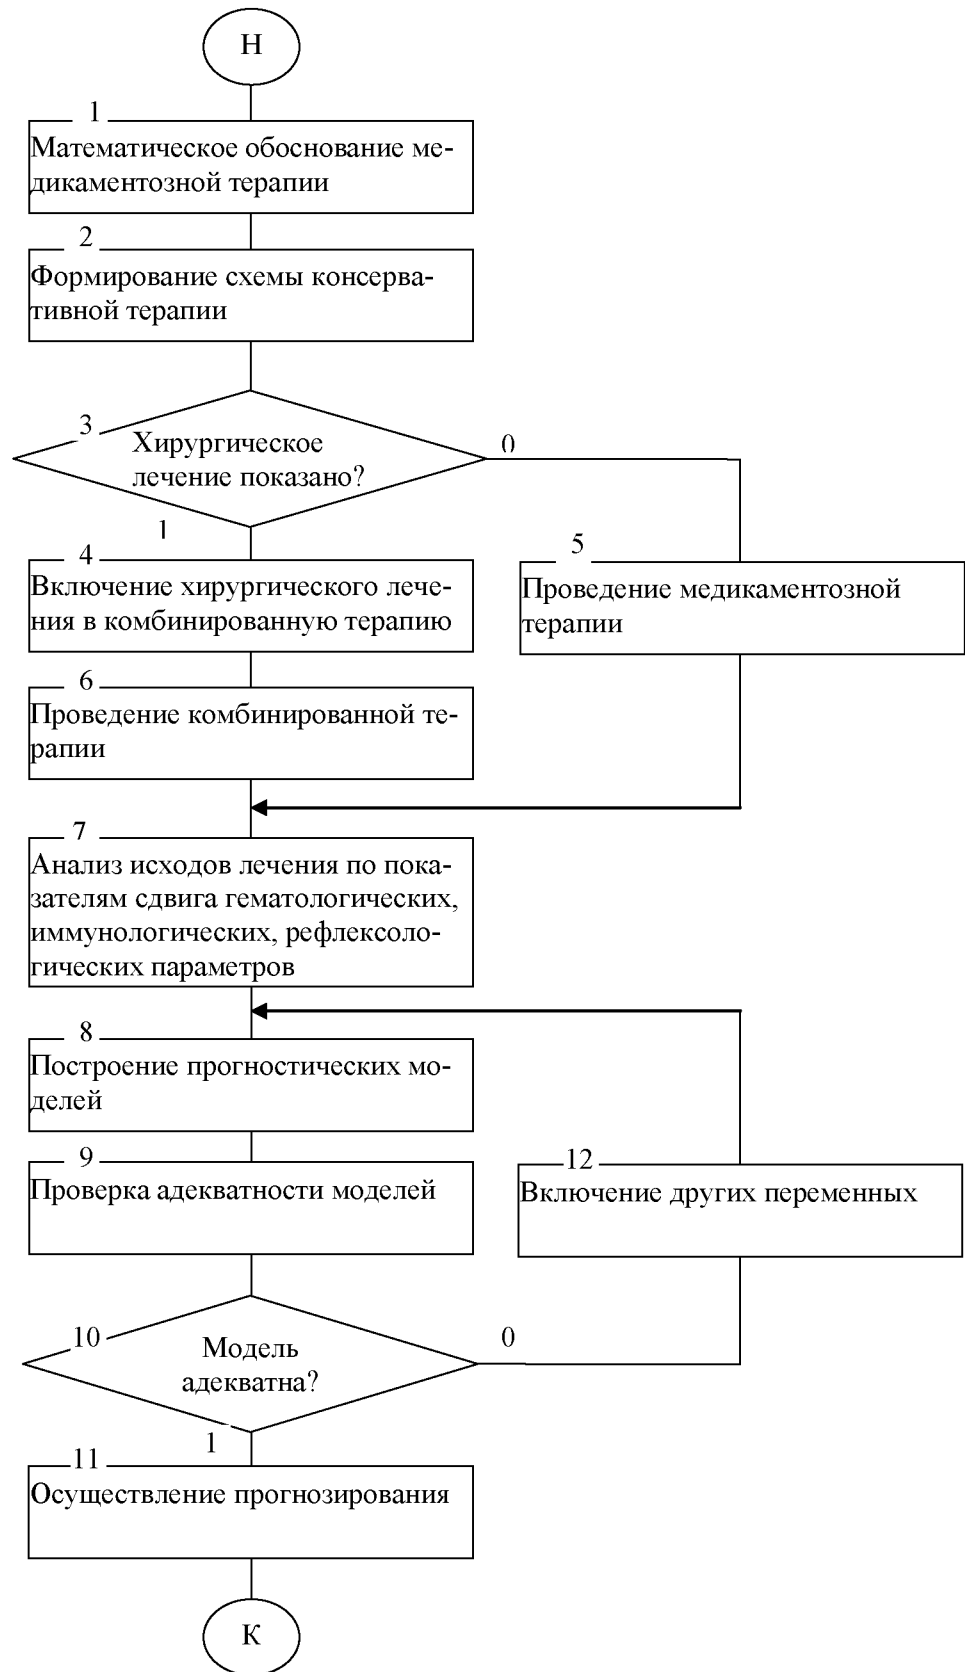 Н
1
Математическое обоснование ме-
дикаментозной терапии
2
Формирование схемы консерва-
тивной терапии
3
Хирургическое
лечение показано?
0
1
4
Включение хирургического лече-
ния в комбинированную терапию
5
Проведение медикаментозной
терапии
6
Проведение комбинированной те-
рапии
7
Анализ исходов лечения по пока-
зателям сдвига гематологических,
иммунологических, рефлексоло-
гических параметров
8
Построение прогностических мо-
делей
9
Проверка адекватности моделей
12
Включение других переменных
10
Модель
адекватна?
0
1
11
Осуществление прогнозирования
К